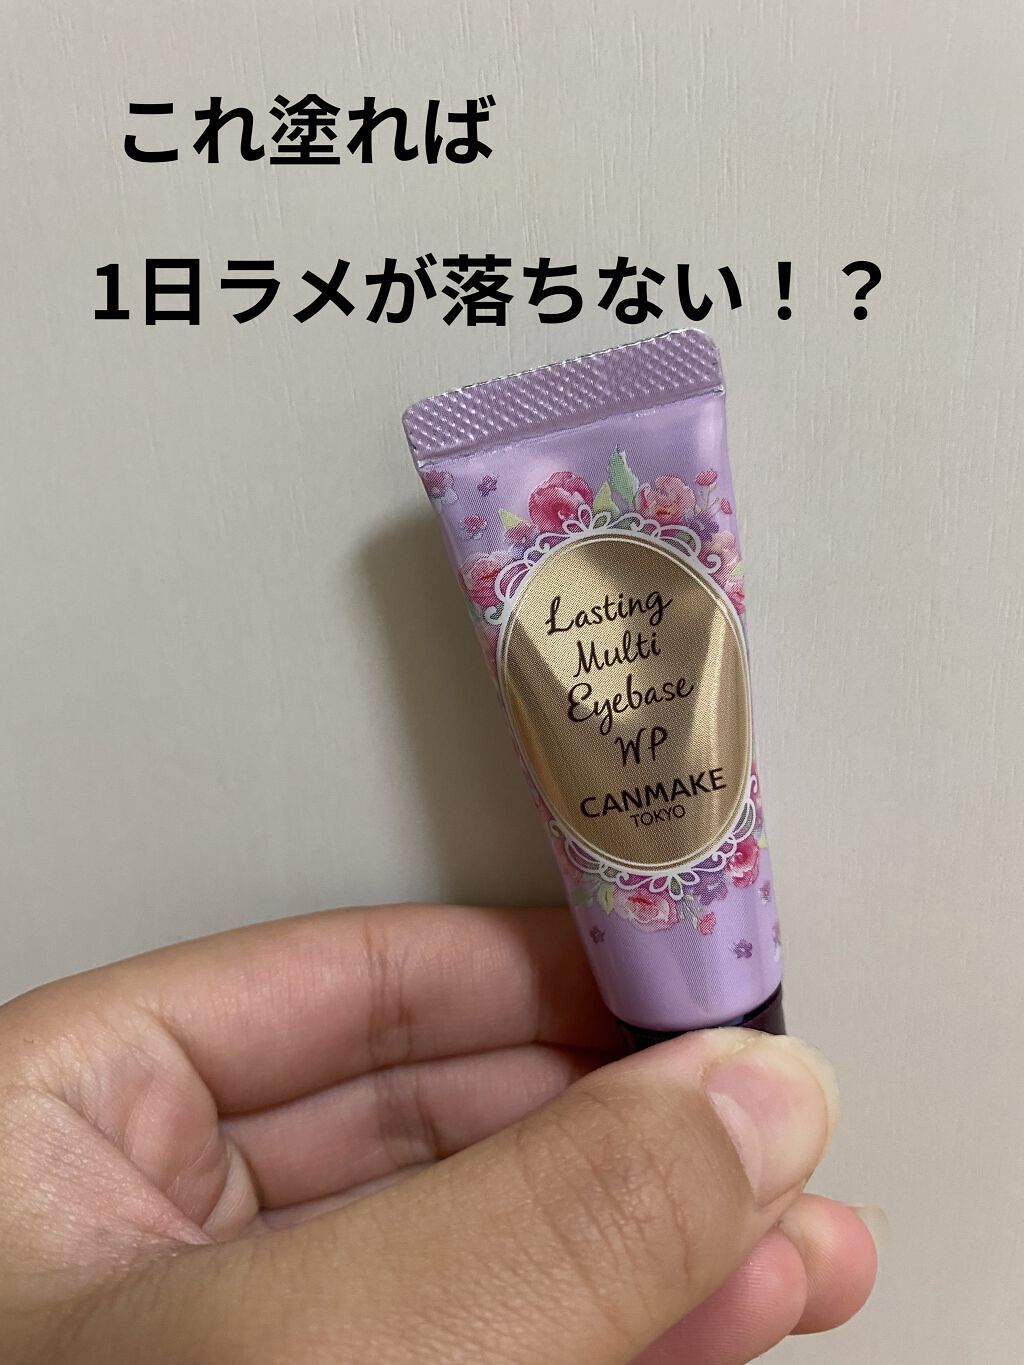 これ塗れば
1日ラメが落ちない！？
Lasting
Multi
Eyebase
WP
CANMAKE
TOKYO